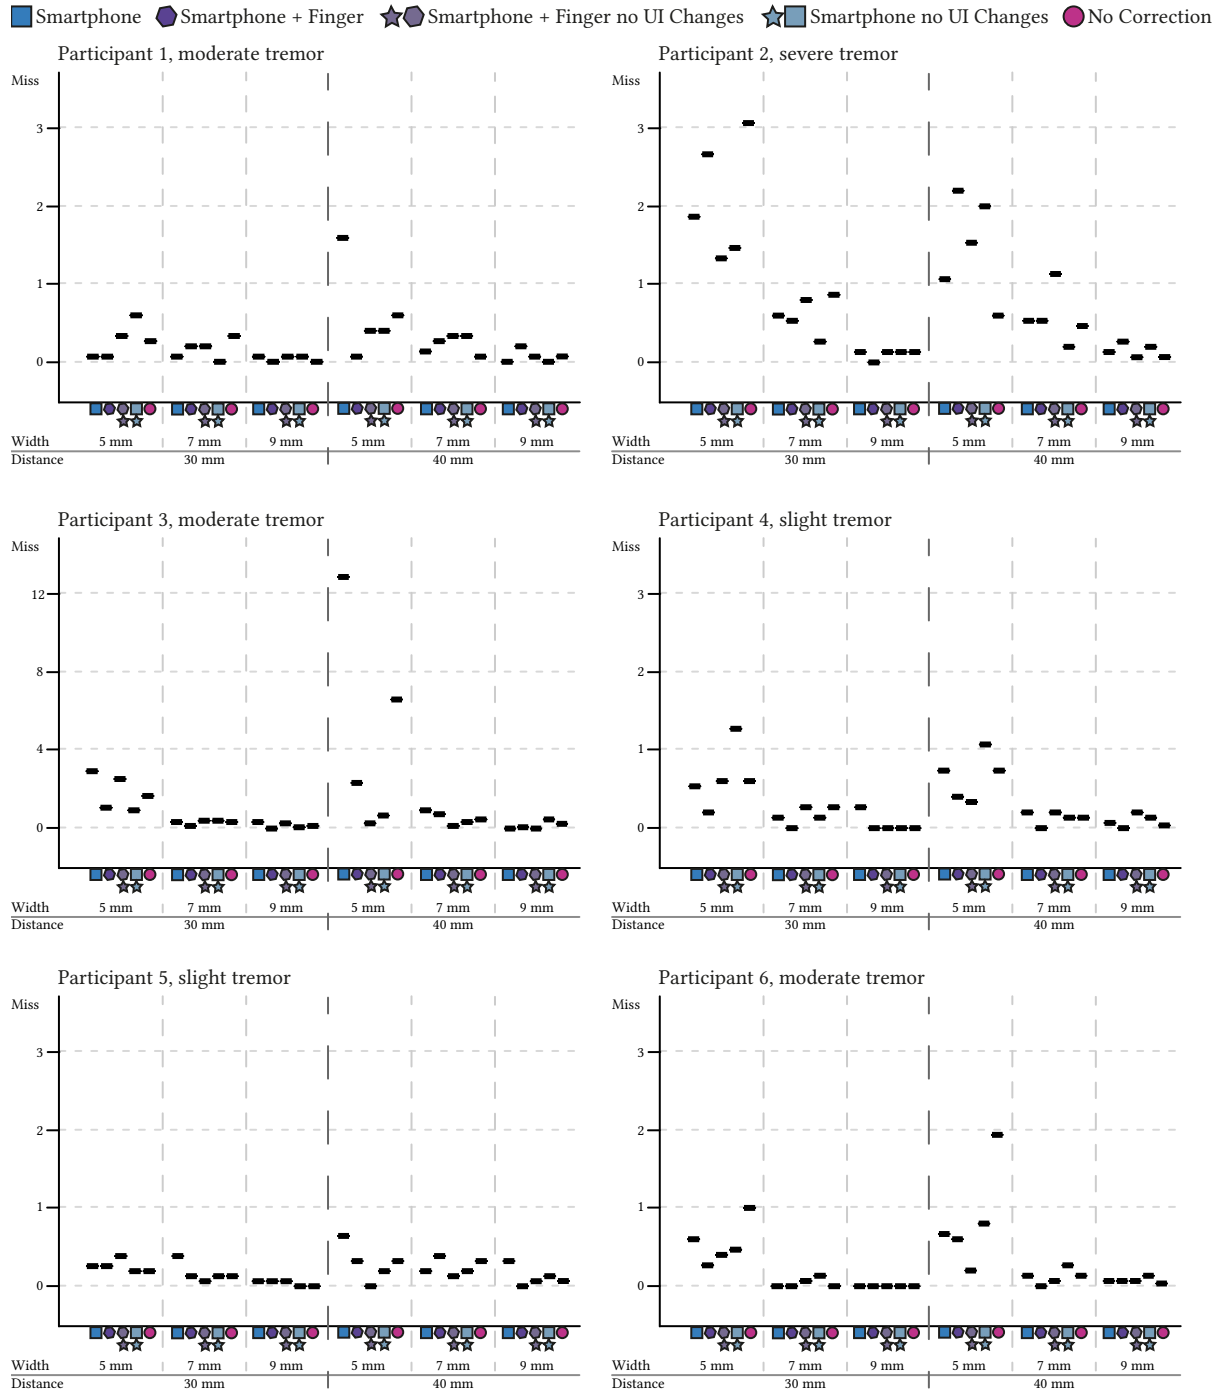 Smartphone Smartphone + Finger Smartphone + Finger no UI Changes Smartphone no UI Changes No Correction
Participant 1, moderate tremor
Miss
3
2
1
0
Width 5 mm 7 mm 9 mm 5 mm 7 mm 9 mm
Distance 30 mm 40 mm
Participant 2, severe tremor
Miss
3
2
1
0
Width 5 mm 7 mm 9 mm 5 mm 7 mm 9 mm
Distance 30 mm 40 mm
Participant 3, moderate tremor
Miss
12
8
4
0
Width 5 mm 7 mm 9 mm 5 mm 7 mm 9 mm
Distance 30 mm 40 mm
Participant 4, slight tremor
Miss
3
2
1
0
Width 5 mm 7 mm 9 mm 5 mm 7 mm 9 mm
Distance 30 mm 40 mm
Participant 5, slight tremor
Miss
3
2
1
0
Width 5 mm 7 mm 9 mm 5 mm 7 mm 9 mm
Distance 30 mm 40 mm
Participant 6, moderate tremor
Miss
3
2
1
0
Width 5 mm 7 mm 9 mm 5 mm 7 mm 9 mm
Distance 30 mm 40 mm